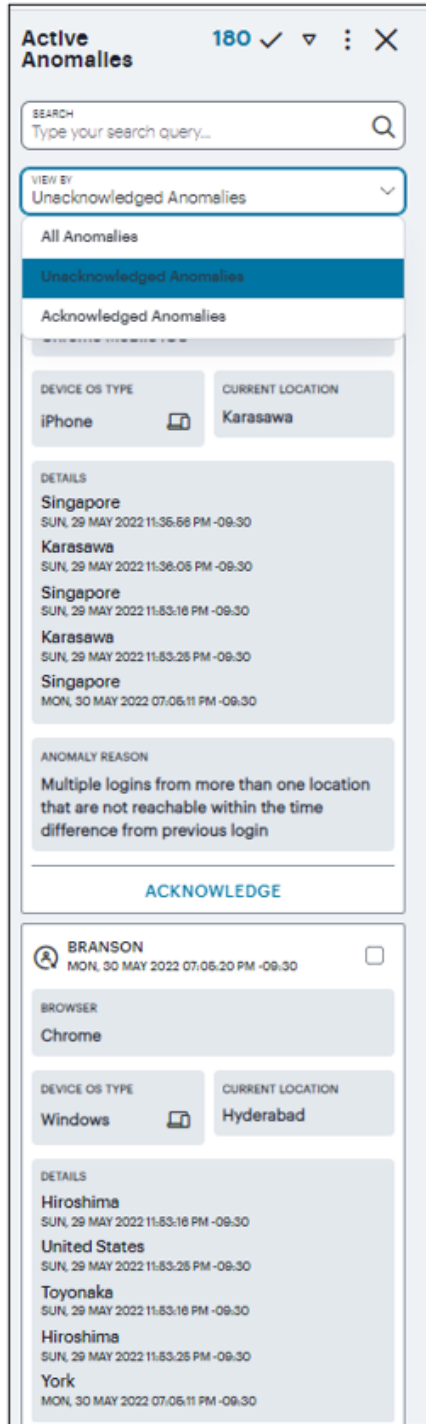 Active
Anomalies
180
SEARCH
Type your search query...
VIEW BY
Unacknowledged Anomalies
All Anomalies
Unacknowledged Anomalies
Acknowledged Anomalies
DEVICE OS TYPE
iPhone
CURRENT LOCATION
Karasawa
DETAILS
Singapore
SUN, 29 MAY 2022 11:35:56 PM -09:30
Karasawa
SUN, 29 MAY 2022 11:36:05 PM -09:30
Singapore
SUN, 29 MAY 2022 11:53:16 PM -09:30
Karasawa
SUN, 29 MAY 2022 11:53:25 PM -09:30
Singapore
MON, 30 MAY 2022 07:05:11 PM -09:30
ANOMALY REASON
Multiple logins from more than one location
that are not reachable within the time
difference from previous login
ACKNOWLEDGE
BRANSON
MON, 30 MAY 2022 07:05:20 PM -09:30
BROWSER
Chrome
DEVICE OS TYPE
Windows
CURRENT LOCATION
Hyderabad
DETAILS
Hiroshima
SUN, 29 MAY 2022 11:53:16 PM -09:30
United States
SUN, 29 MAY 2022 11:53:25 PM -09:30
Toyonaka
SUN, 29 MAY 2022 11:53:16 PM -09:30
Hiroshima
SUN, 29 MAY 2022 11:53:25 PM -09:30
York
MON, 30 MAY 2022 07:05:11 PM -09:30